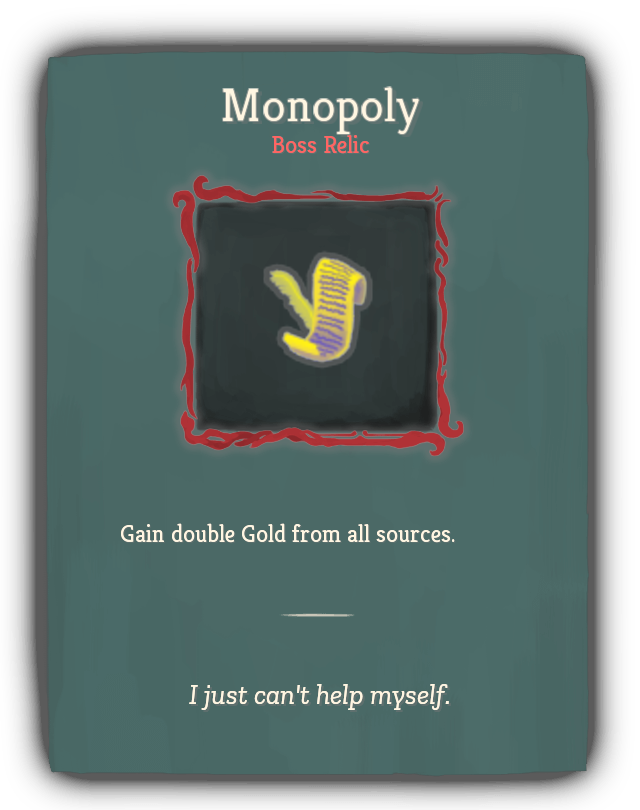 Monopoly
Boss Relic
Gain double Gold from all sources.
I just can't help myself.